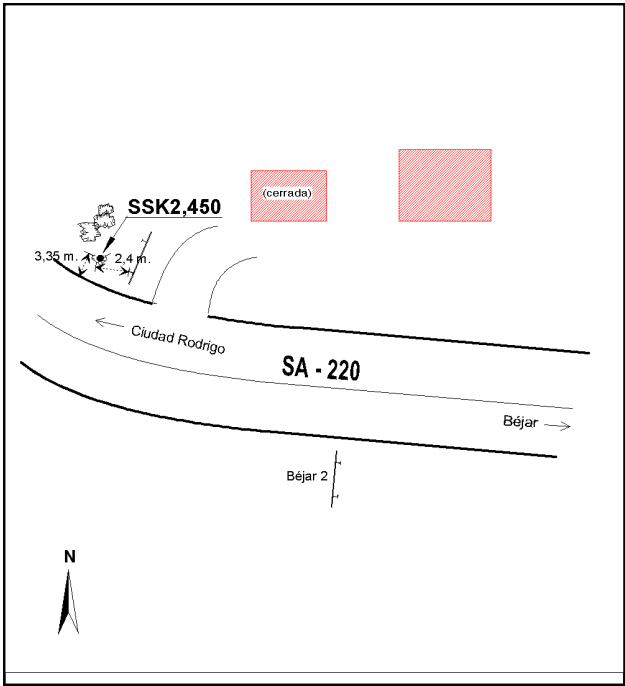 (cerrada)
SSK2,450
3,35 m.
2,4 m.
Ciudad Rodrigo
SA - 220
Béjar
Béjar 2
N